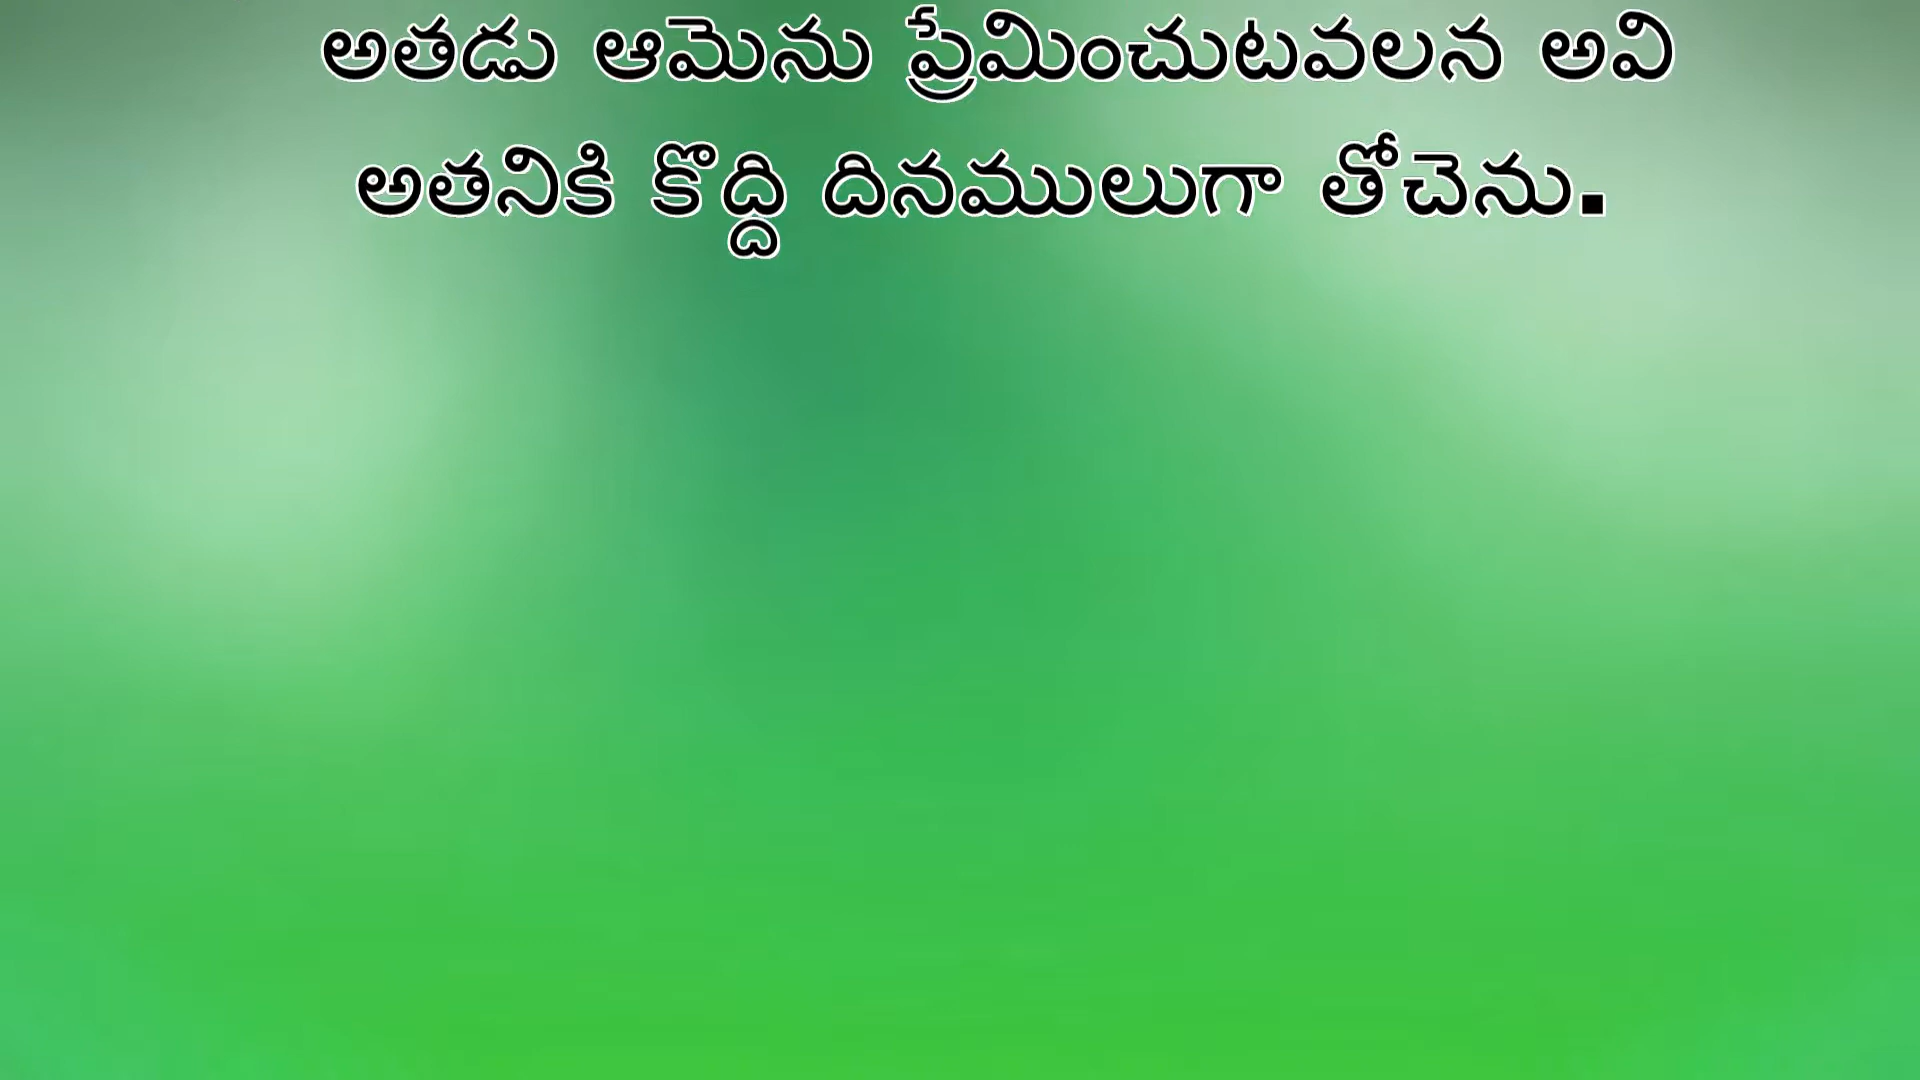 అతడు ఆమెను ప్రేమించుటవలన అవి
అతనికి కొద్ది దినములుగా తోచెను.